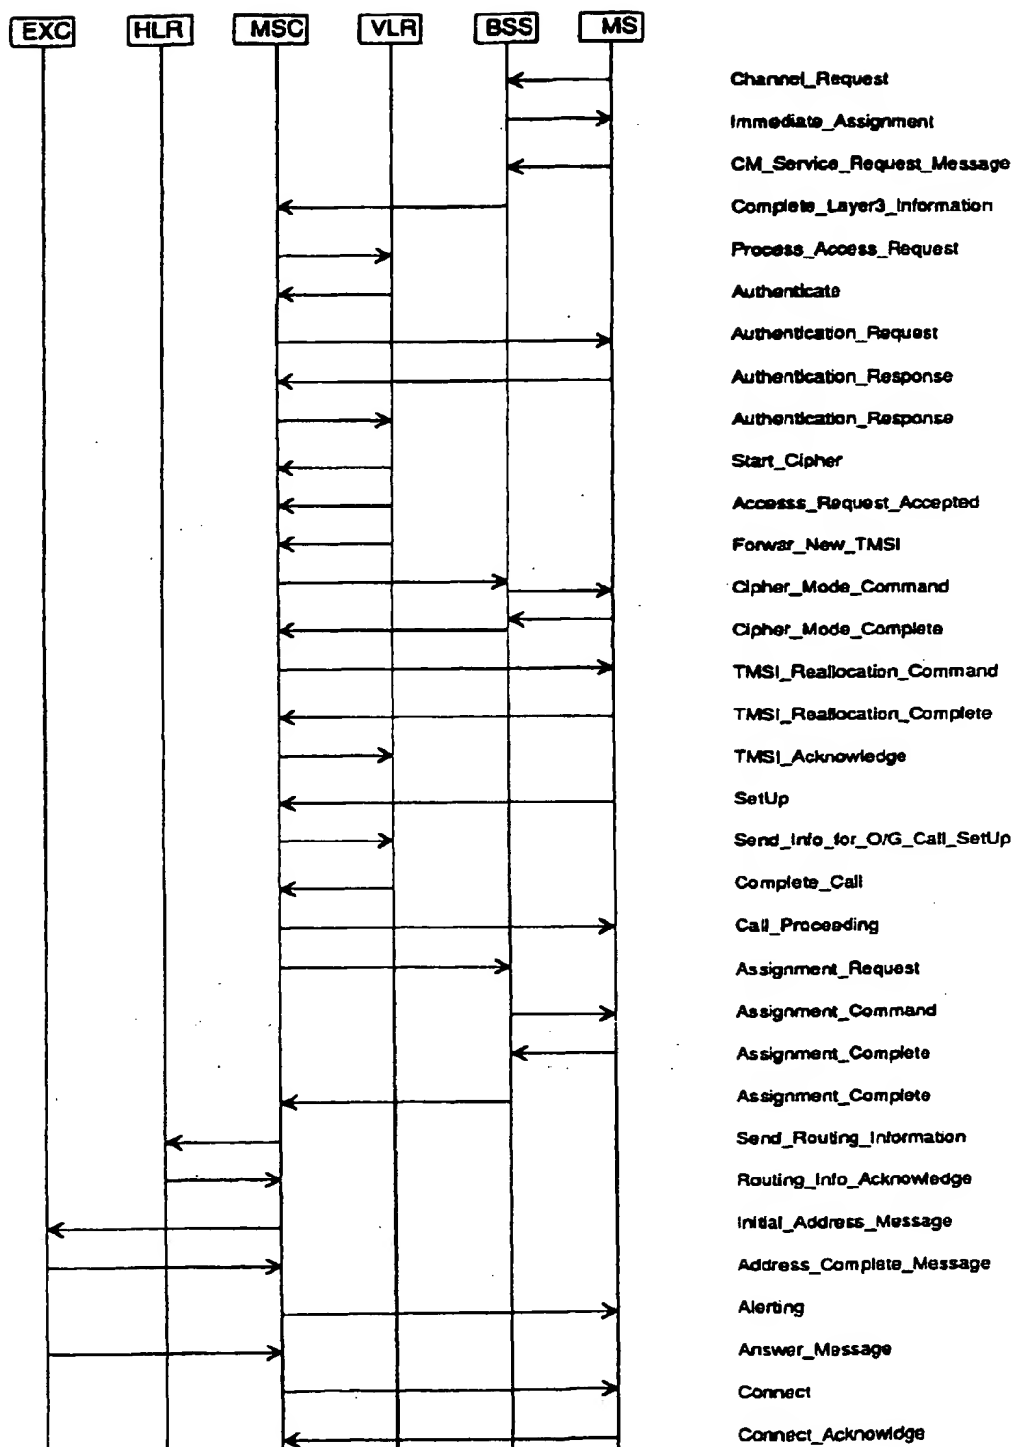 EXC HLR MSC VLR BSS MS
Channel_Request
Immediate_Assignment
CM_Service_Request_Message
Complete_Layer3_Information
Process_Access_Request
Authenticate
Authentication_Request
Authentication_Response
Authentication_Response
Start_Cipher
Accesss_Request_Accepted
Forwar_New_TMSI
Cipher_Mode_Command
Cipher_Mode_Complete
TMSI_Reallocation_Command
TMSI_Reallocation_Complete
TMSI_Acknowledge
SetUp
Send_Info_for_O/G_Call_SetUp
Complete_Call
Call_Proceeding
Assignment_Request
Assignment_Command
Assignment_Complete
Assignment_Complete
Send_Routing_Information
Routing_Info_Acknowledge
Initial_Address_Message
Address_Complete_Message
Alerting
Answer_Message
Connect
Connect_Acknowldge